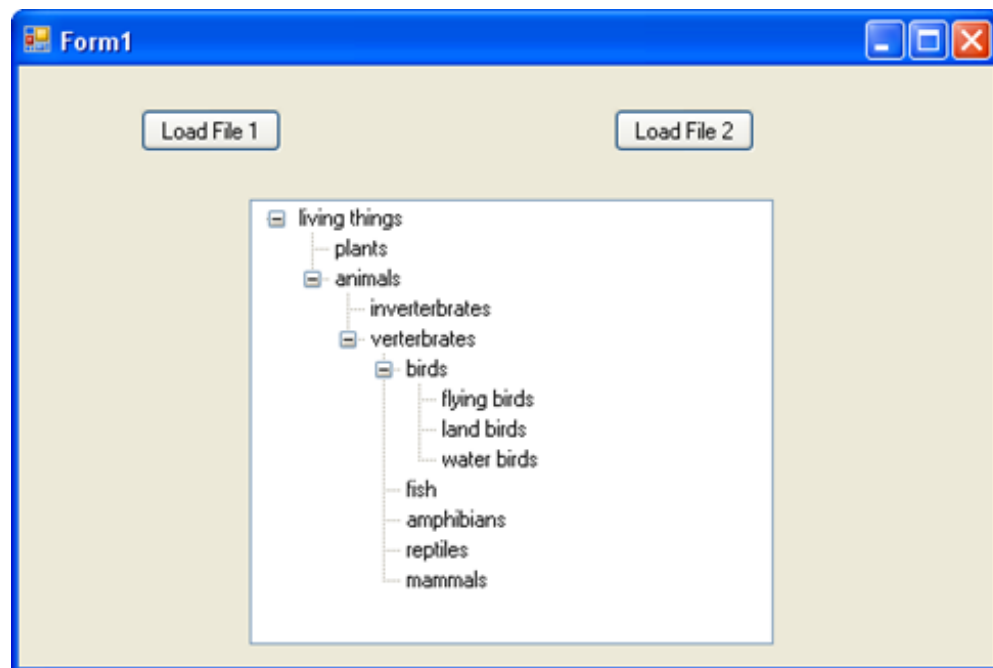 Form1
Load File 1 Load File 2
living things
plants
animals
inverterbrates
verterbrates
birds
flying birds
land birds
water birds
fish
amphibians
reptiles
mammals